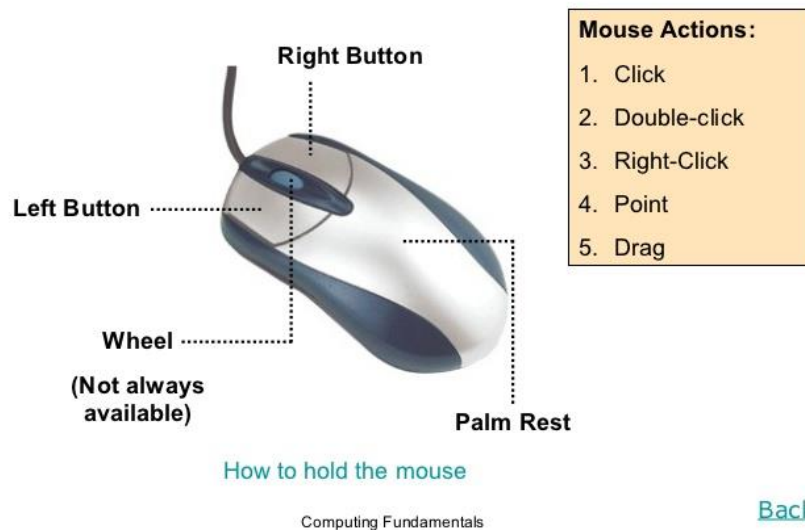 Right Button
Left Button
Wheel
(Not always
available)
Palm Rest
Mouse Actions:
1. Click
2. Double-click
3. Right-Click
4. Point
5. Drag
How to hold the mouse
Computing Fundamentals
Back